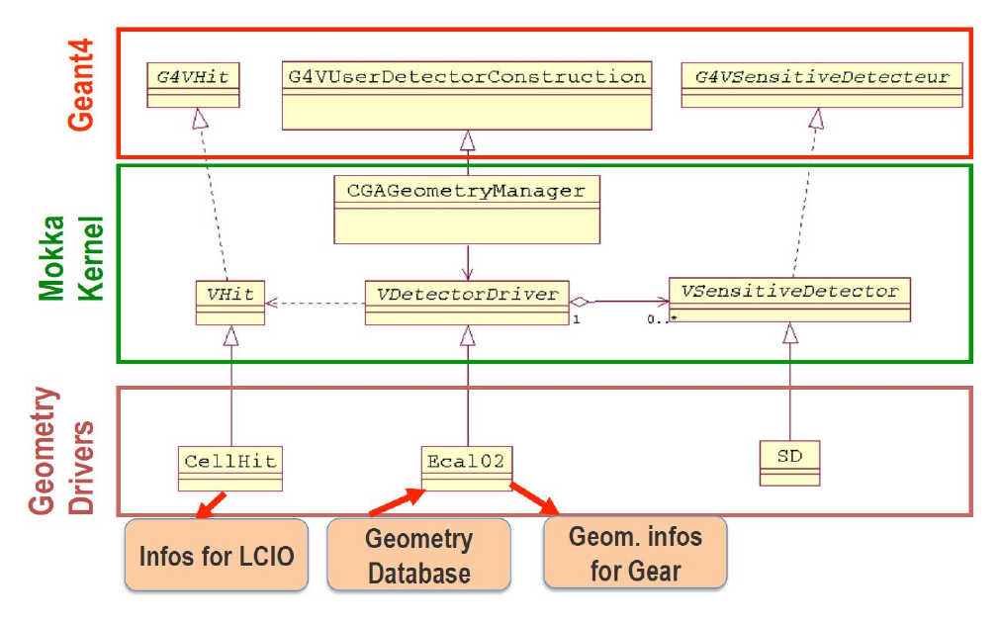 Geant4
G4VHit
G4VUserDetectorConstruction
G4VSensitiveDetecteur
Mokka
Kernel
CGAGeometryManager
VHit
VDetectorDriver
VSensitiveDetector
1
0..*
Geometry
Drivers
CellHit
Ecal02
SD
Infos for LCIO
Geometry
Database
Geom. infos
for Gear